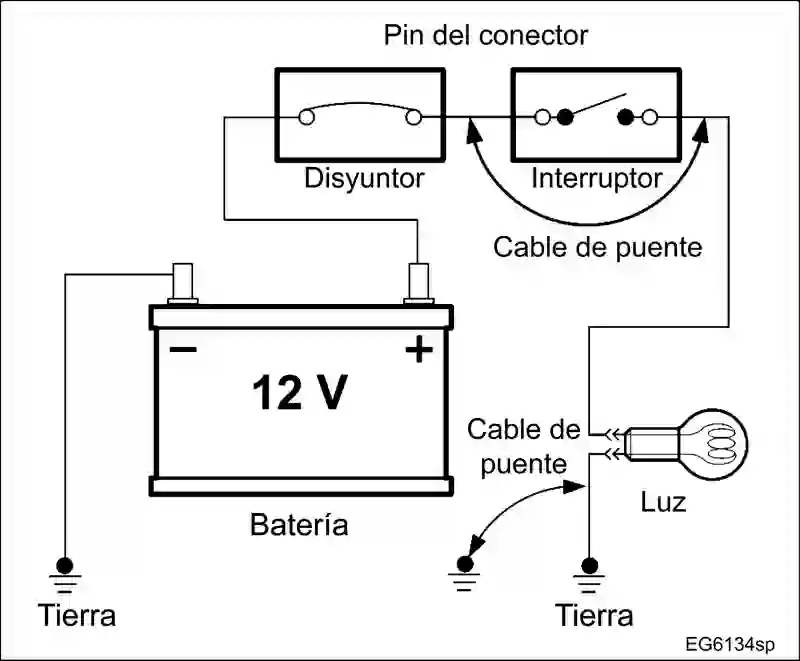 Pin del conector
Disyuntor
Interruptor
Cable de puente
− +
12 V
Cable de
puente
Luz
Batería
Tierra
Tierra
EG6134sp